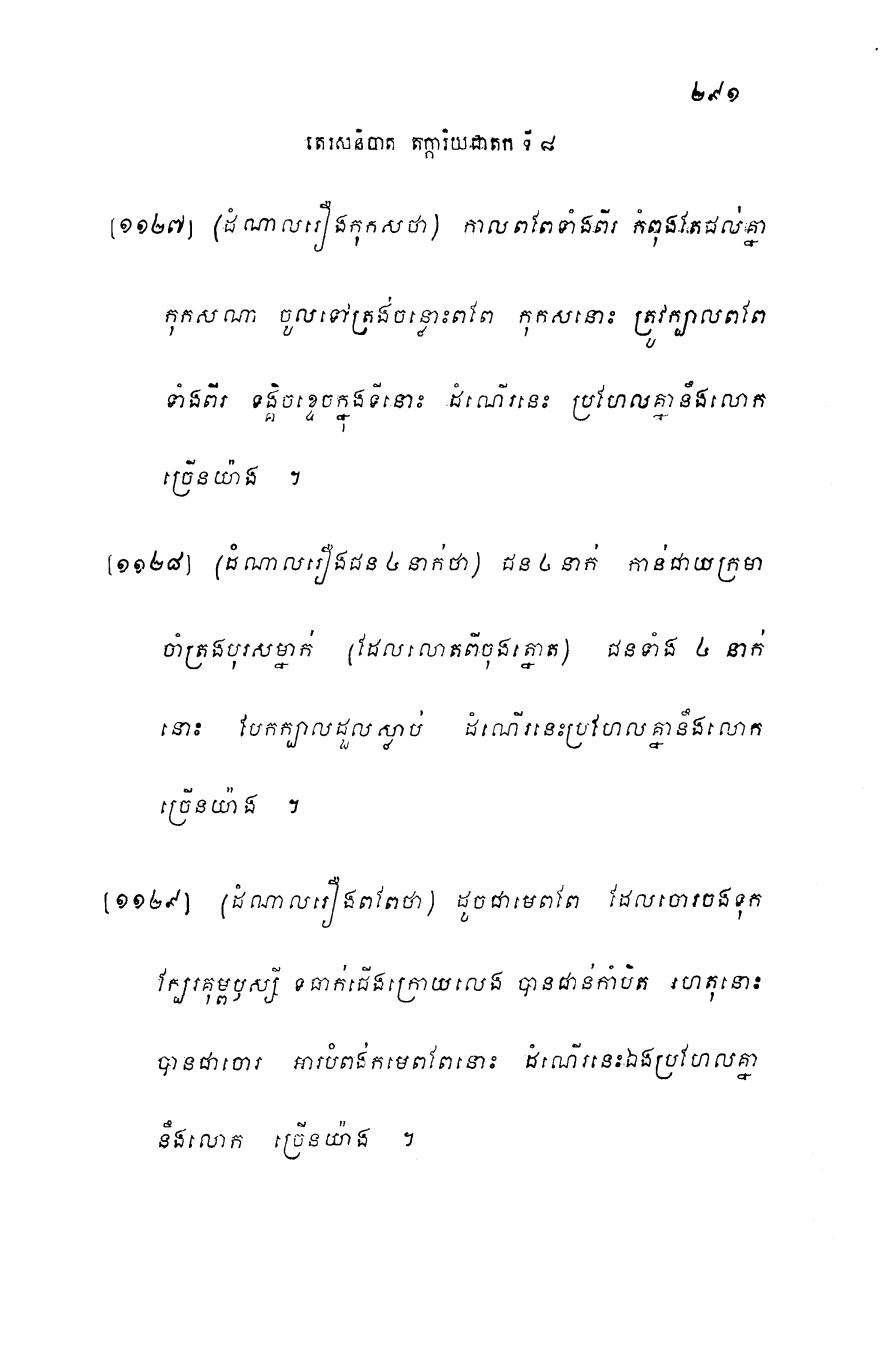 ២៩១
តេរសនិបាត តក្ការិយជាតក ទី ៨
[១១២៧] (ដំណាលរឿងកុកសថា) កាលពពែទាំងពីរ កំពុងតែជល់គ្នា
កុកសណា ចូលទៅត្រង់ចន្លោះពពែ កុកសនោះ ត្រូវក្បាលពពែ
ទាំងពីរ ទង្គិចខ្ទេចក្នុងទីនោះ ដំណើរនេះ ប្រហែលគ្នានឹងលោក
ច្រើនយ៉ាង ។
[១១២៨] (ដំណាលរឿងជន ៤ នាក់ថា) ជន ៤ នាក់ កាន់ជាយក្រមា
ចាំត្រង់បុរសម្នាក់ (ដែលលោតពីចុងត្នោត) ជនទាំង ៤ នាក់
នោះ បែកក្បាលដួលស្លាប់ ដំណើរនេះប្រហែលគ្នានឹងលោក
ច្រើនយ៉ាង ។
[១១២៩] (ដំណាលរឿងពពែថា) ដូចជាមេពពែ ដែលចោរចងទុក
ក្បែរគុម្ពឫស្សី ទធាក់ជើងក្រោយលេង បានជាន់កាំបិត ហេតុនោះ
បានជាចោរ អារបំពង់កមេពពែនោះ ដំណើរនេះឯងប្រហែលគ្នា
នឹងលោក ច្រើនយ៉ាង ។